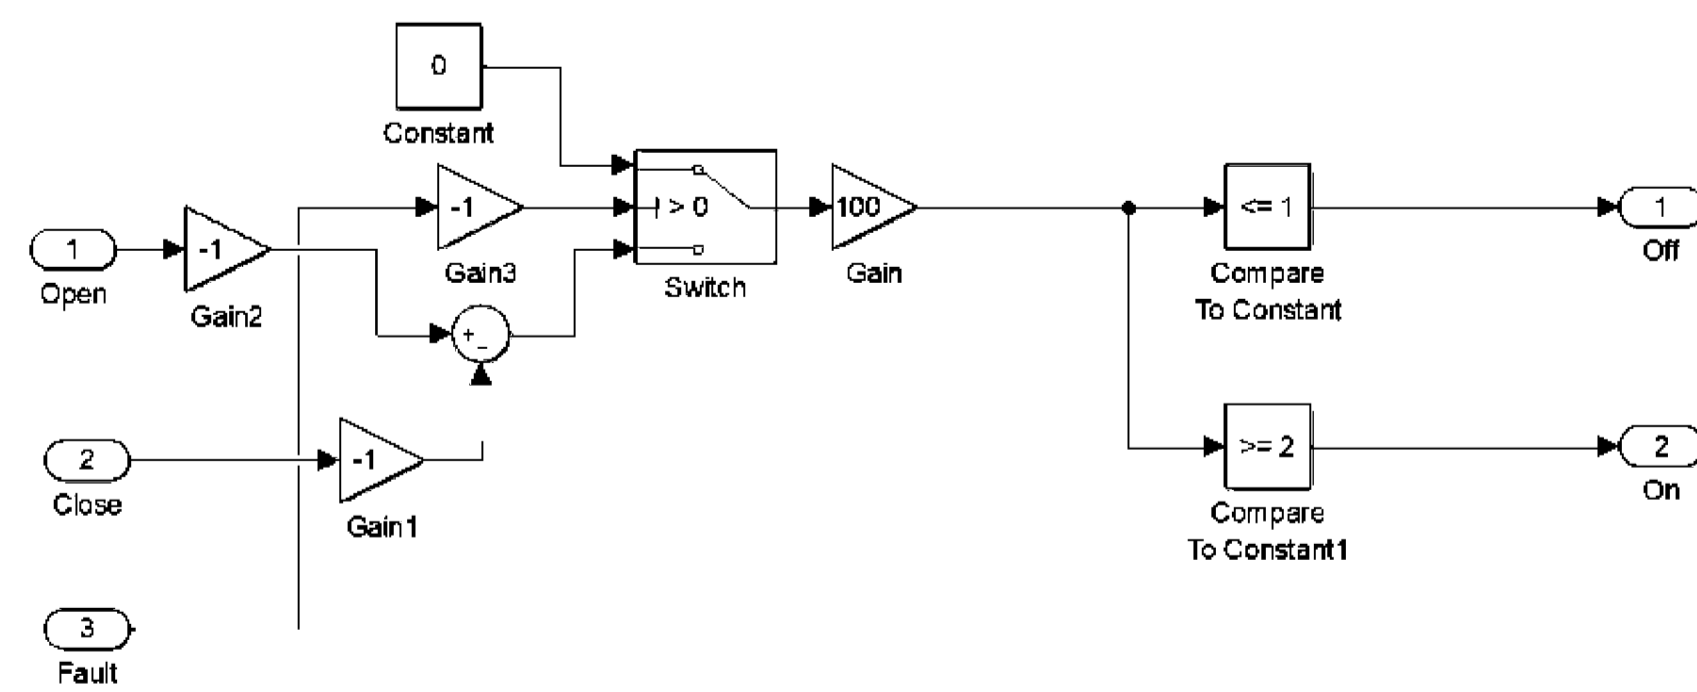 0
Constant
-1
Gain3
> 0
Switch
100
Gain
<= 1
Compare
To Constant
1
Off
1
Open
-1
Gain2
+
-
2
Close
-1
Gain1
>= 2
Compare
To Constant1
2
On
3
Fault